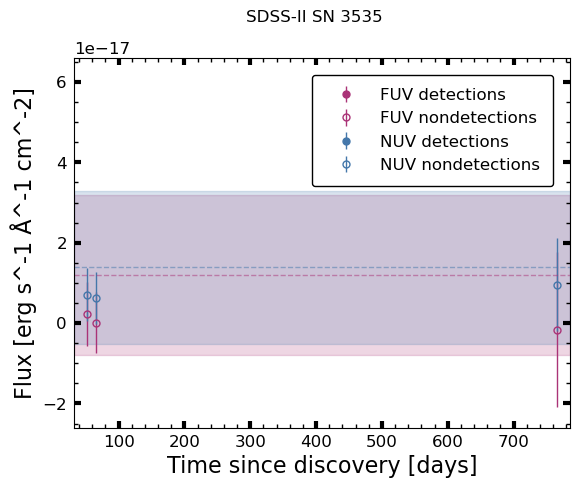 SDSS-II SN 3535
1e−17
6
4
2
0
−2
FUV detections
FUV nondetections
NUV detections
NUV nondetections
Flux [erg s^-1 Å^-1 cm^-2]
100 200 300 400 500 600 700
Time since discovery [days]